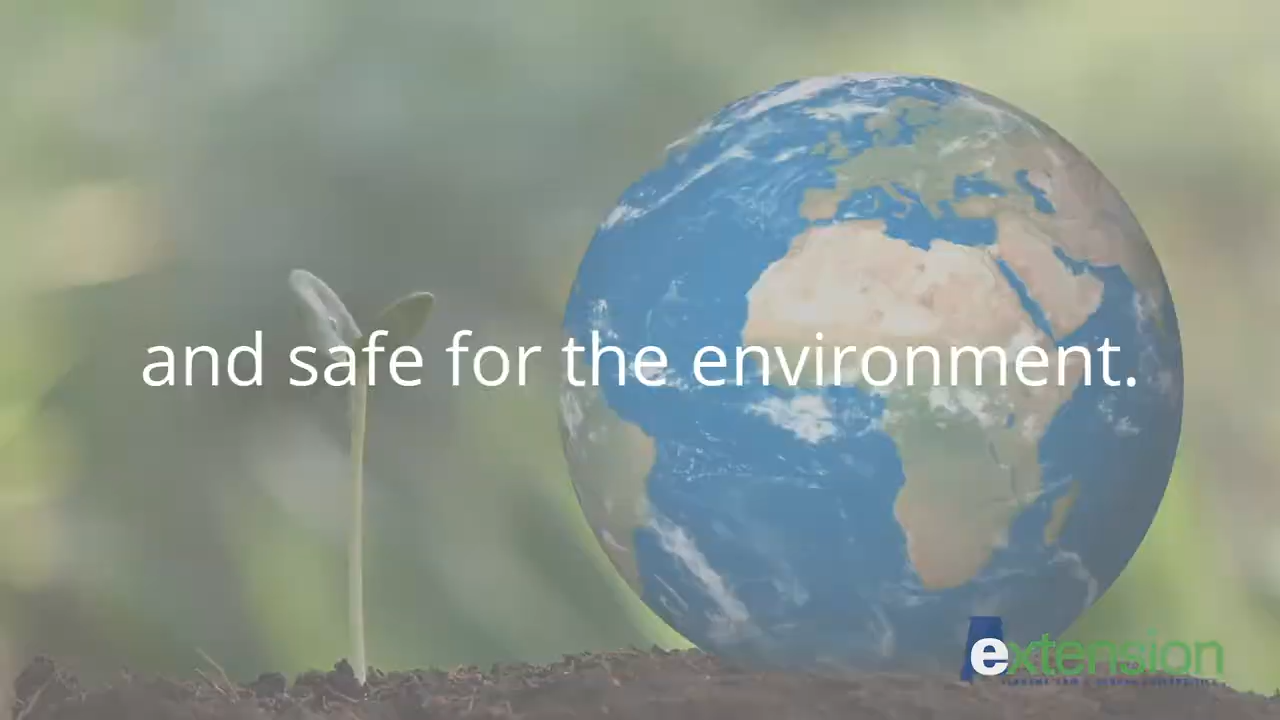 and safe for the environment.
extension